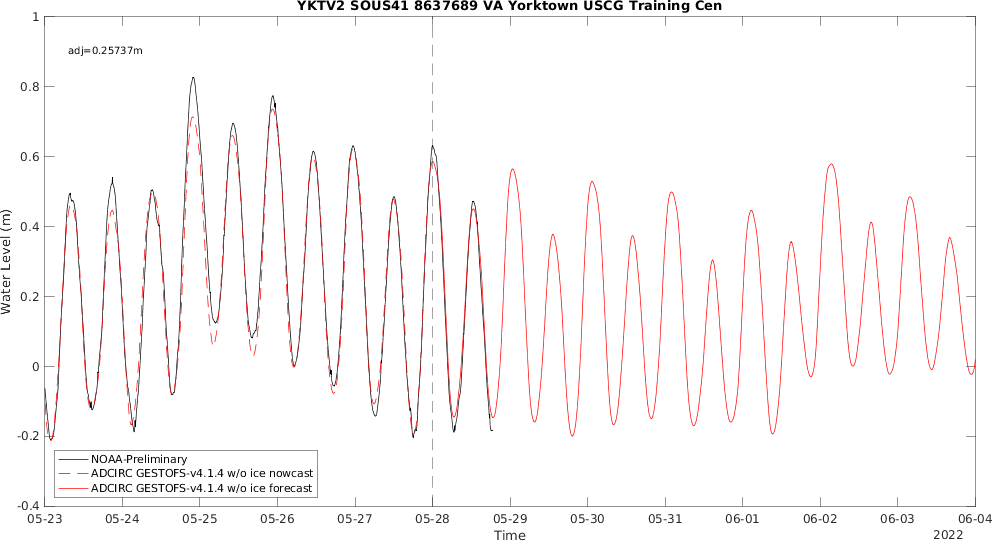 YKTV2 SOUS41 8637689 VA Yorktown USCG Training Cen
adj=0.25737m
Water Level (m)
1
0.8
0.6
0.4
0.2
0
-0.2
-0.4
NOAA-Preliminary
ADCIRC GESTOFS-v4.1.4 w/o ice nowcast
ADCIRC GESTOFS-v4.1.4 w/o ice forecast
05-23 05-24 05-25 05-26 05-27 05-28 05-29 05-30 05-31 06-01 06-02 06-03 06-04
Time
2022